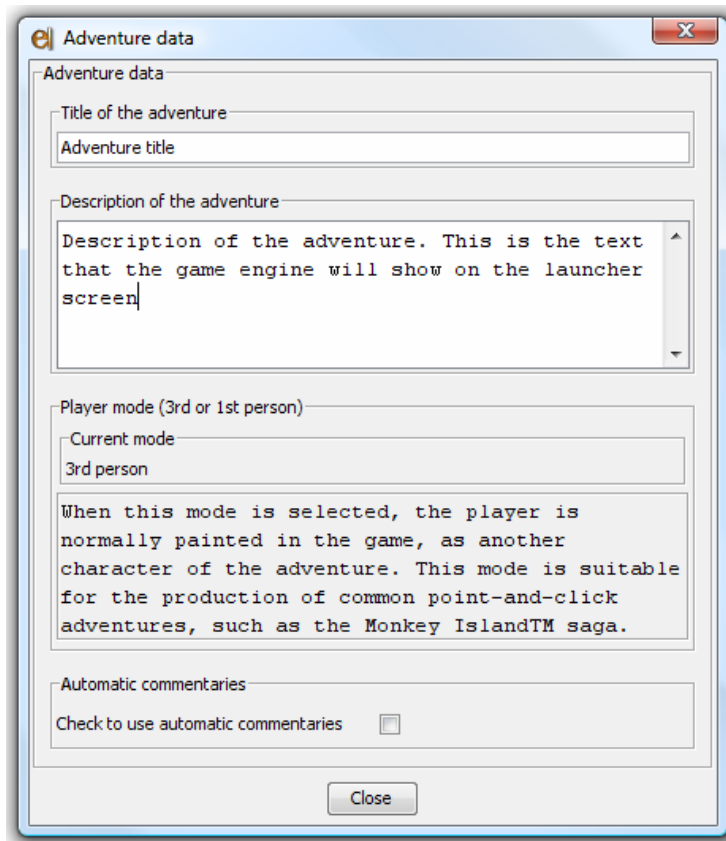 Adventure data
Adventure data
Title of the adventure
Adventure title
Description of the adventure
Description of the adventure. This is the text
that the game engine will show on the launcher
screen
Player mode (3rd or 1st person)
Current mode
3rd person
When this mode is selected, the player is
normally painted in the game, as another
character of the adventure. This mode is suitable
for the production of common point-and-click
adventures, such as the Monkey IslandTM saga.
Automatic commentaries
Check to use automatic commentaries
Close